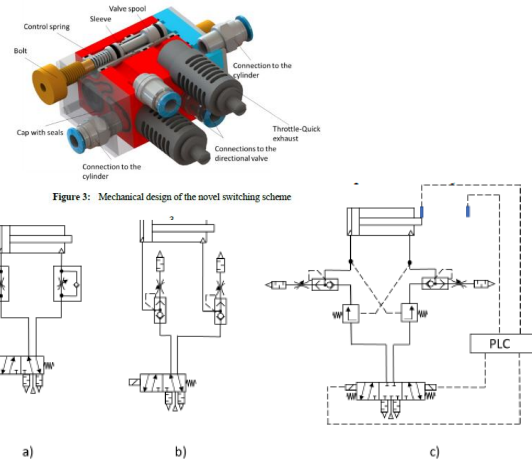 Valve spool
Sleeve
Control spring
Bolt
Connection to the
cylinder
Cap with seals
Throttle-Quick
exhaust
Connections to the
directional valve
Connection to the
cylinder
Figure 3: Mechanical design of the novel switching scheme
PLC
a)
b)
c)